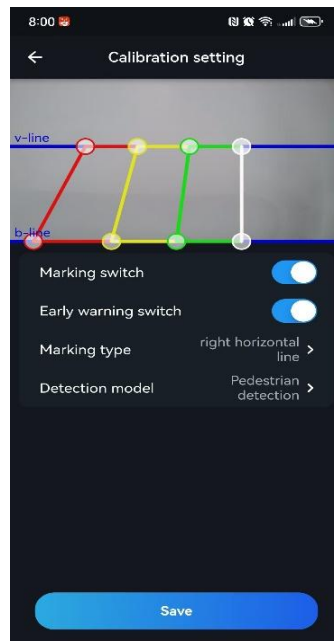 8:00
Calibration setting
v-line
b-line
Marking switch
Early warning switch
Marking type
right horizontal
line
Detection model
Pedestrian
detection
Save